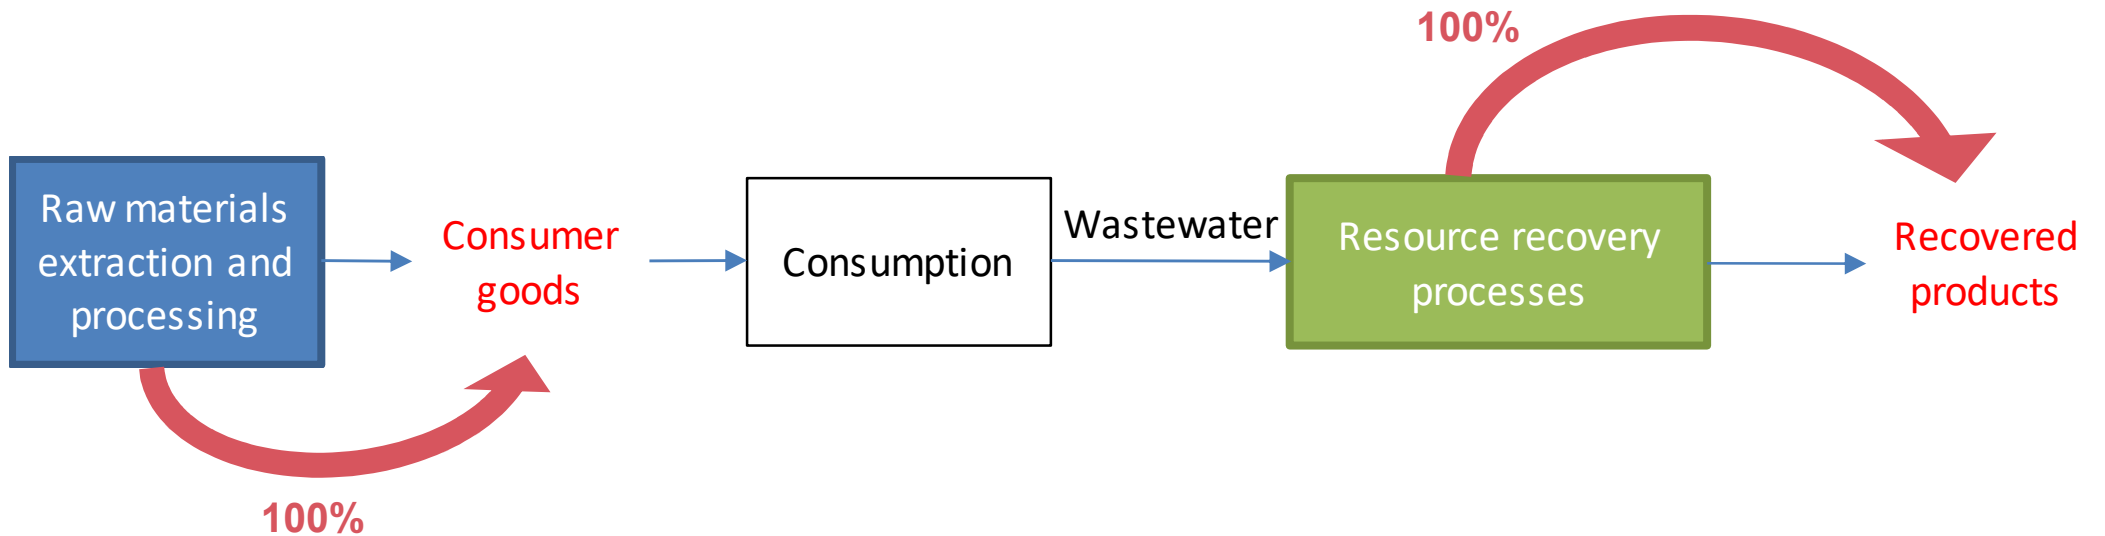 100%
Raw materials
extraction and
processing
Consumer
goods
Consumption
Wastewater
Resource recovery
processes
Recovered
products
100%